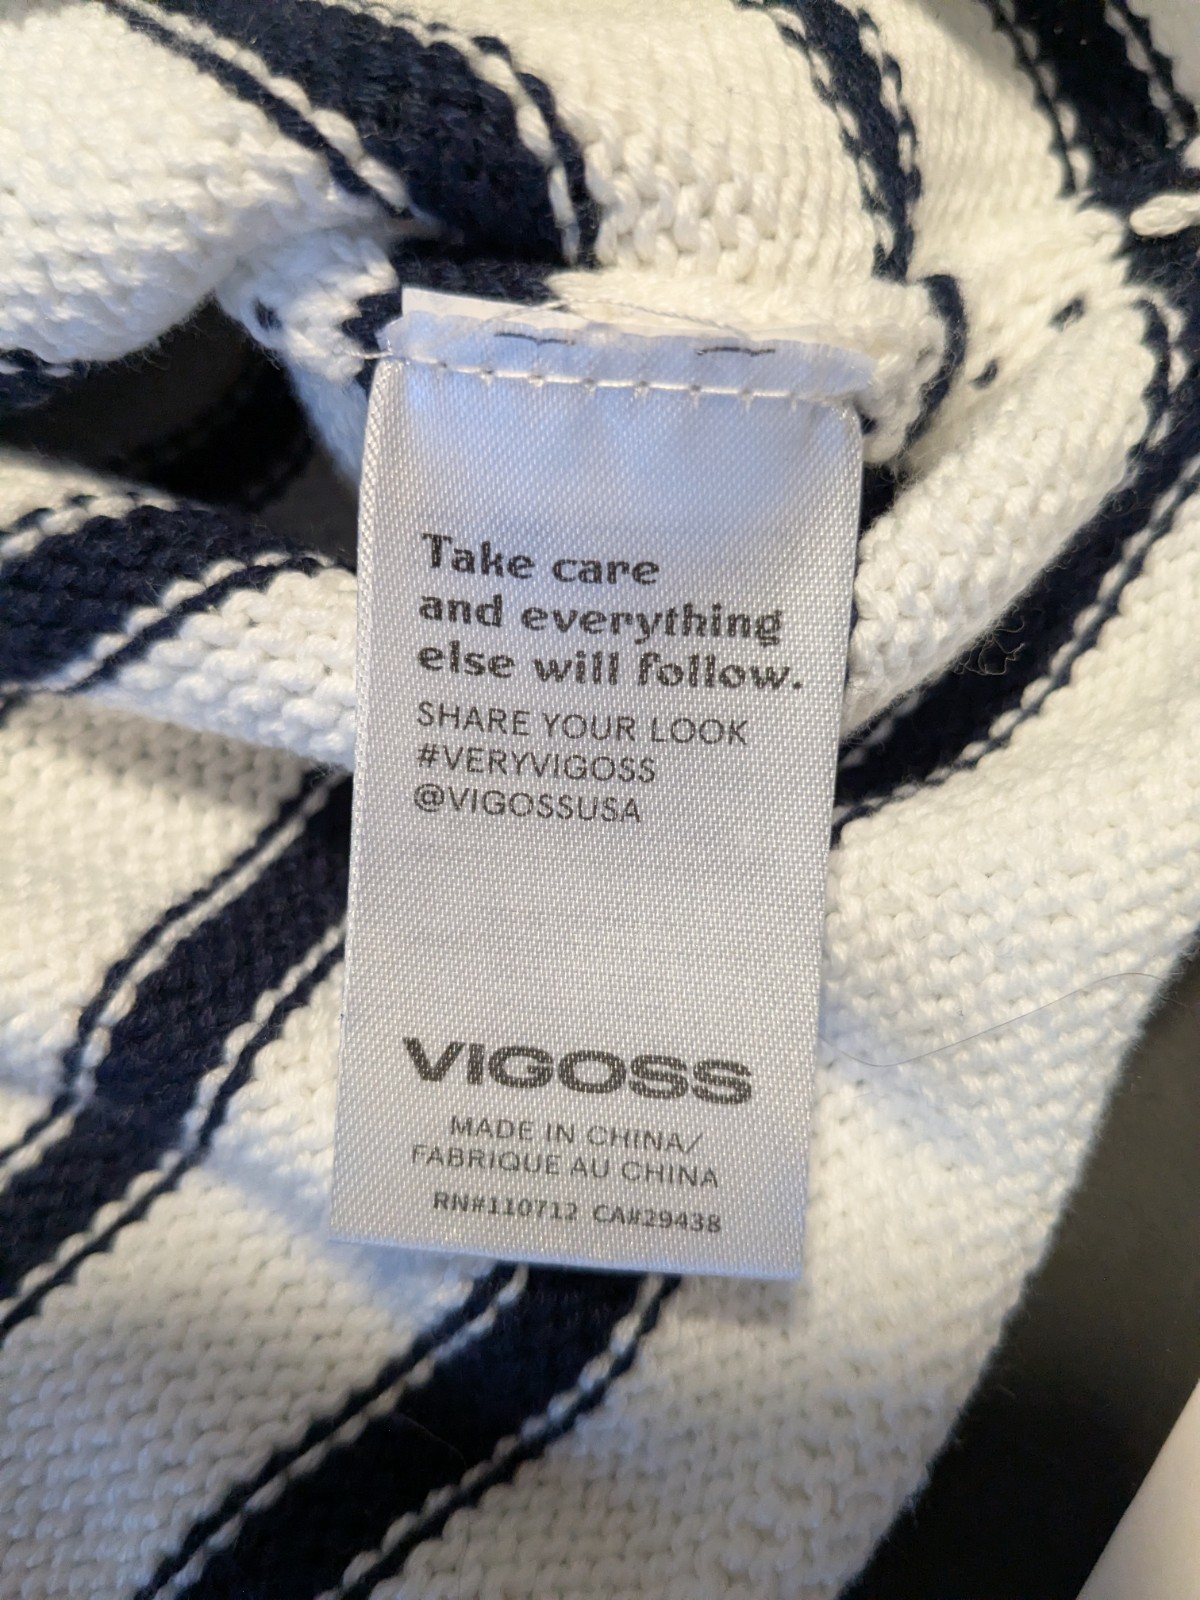 Take care
and everything
else will follow.
SHARE YOUR LOOK
#VERYVIGOSS
@VIGOSSUSA
VIGOSS
MADE IN CHINA/
FABRIQUE AU CHINA
RN#110712 CA#29438